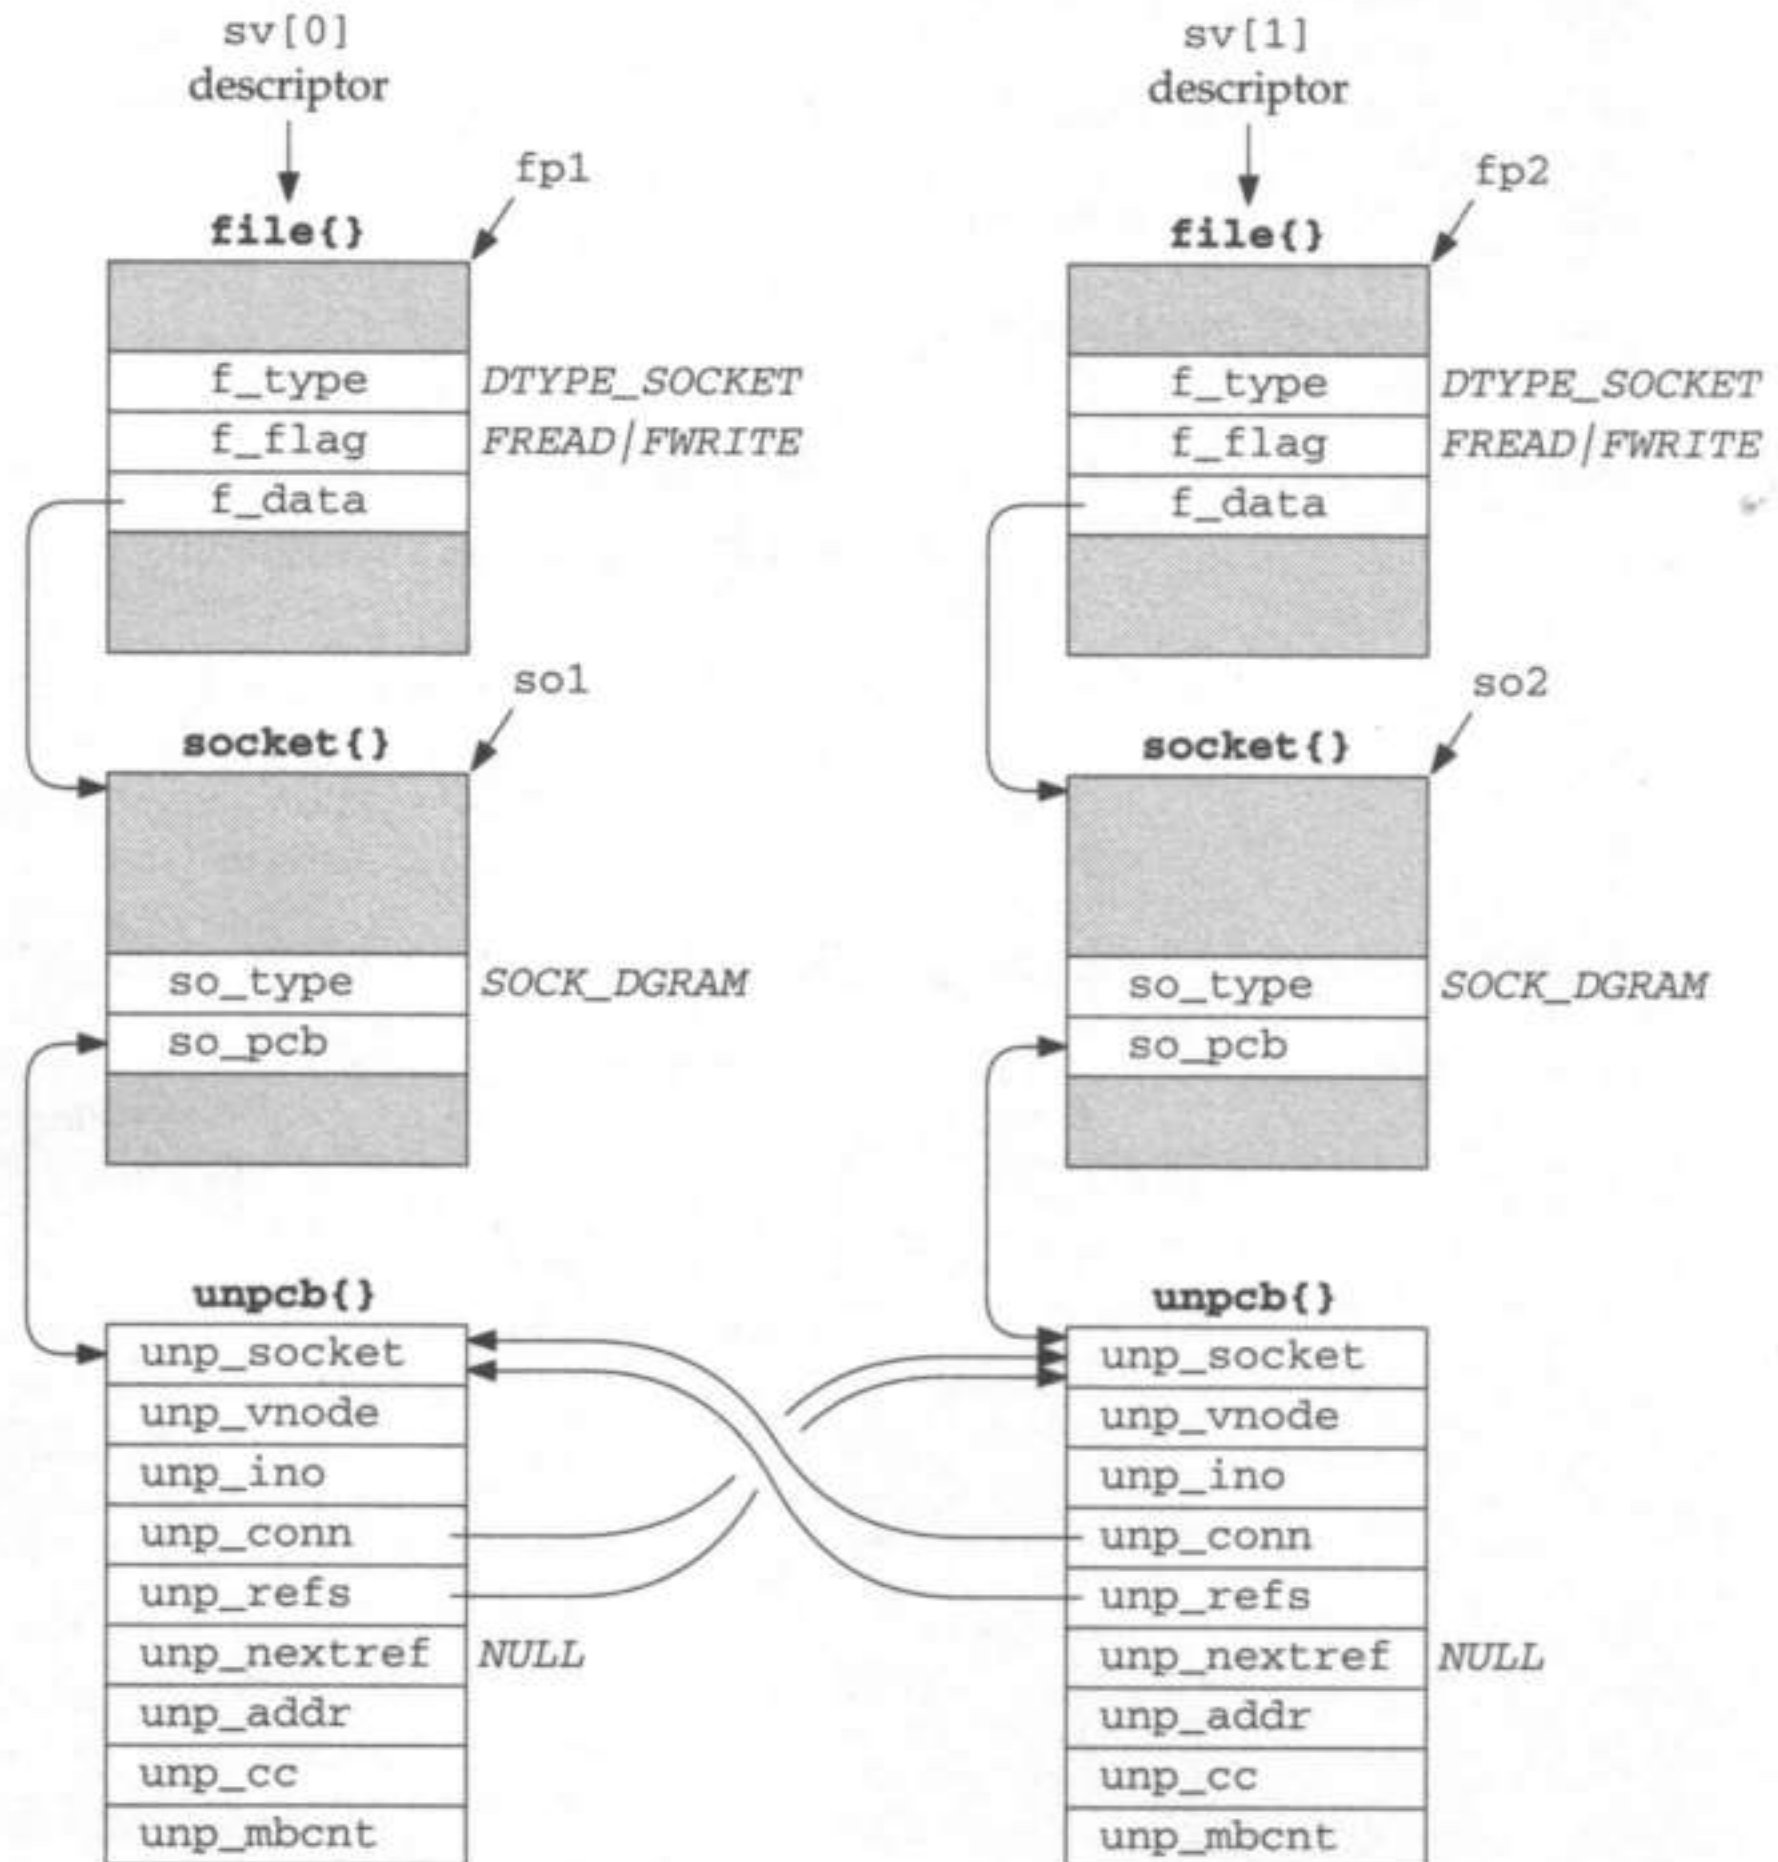 sv[0]
descriptor
fp1
file{}
f_type DTYPE_SOCKET
f_flag FREAD|FWRITE
f_data
so1
socket{}
so_type SOCK_DGRAM
so_pcb
unpcb{}
unp_socket
unp_vnode
unp_ino
unp_conn
unp_refs
unp_nextref NULL
unp_addr
unp_cc
unp_mbcnt
sv[1]
descriptor
fp2
file{}
f_type DTYPE_SOCKET
f_flag FREAD|FWRITE
f_data
so2
socket{}
so_type SOCK_DGRAM
so_pcb
unpcb{}
unp_socket
unp_vnode
unp_ino
unp_conn
unp_refs
unp_nextref NULL
unp_addr
unp_cc
unp_mbcnt